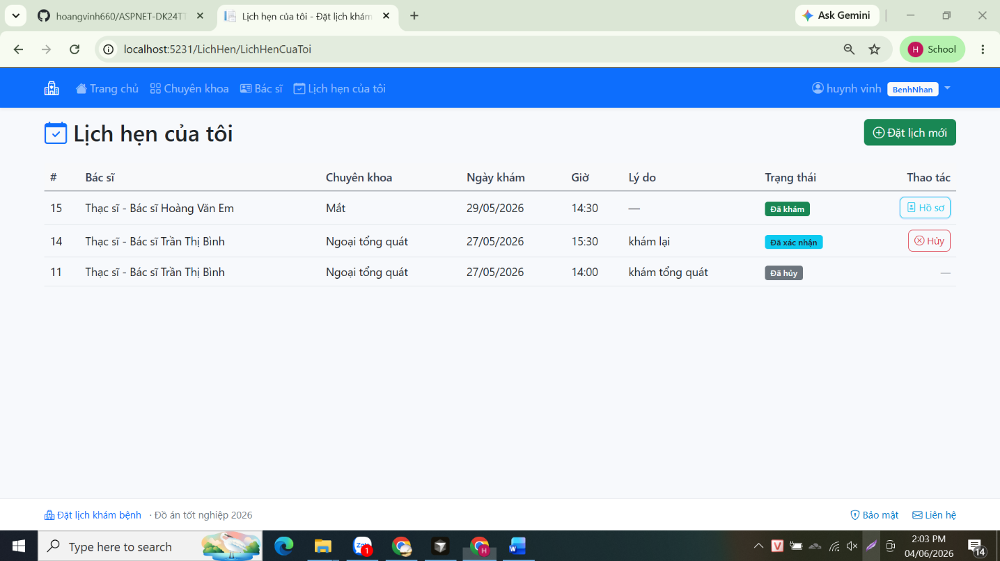 hoangvinh660/ASPNET-DK24TT
Lịch hẹn của tôi - Đặt lịch khám
Ask Gemini
localhost:5231/LichHen/LichHenCuaToi
H School
Trang chủ Chuyên khoa Bác sĩ Lịch hẹn của tôi huynh vinh BenhNhan
Lịch hẹn của tôi Đặt lịch mới
# Bác sĩ Chuyên khoa Ngày khám Giờ Lý do Trạng thái Thao tác
15 Thạc sĩ - Bác sĩ Hoàng Văn Em Mắt 29/05/2026 14:30 — Đã khám Hồ sơ
14 Thạc sĩ - Bác sĩ Trần Thị Bình Ngoại tổng quát 27/05/2026 15:30 khám lại Đã xác nhận Hủy
11 Thạc sĩ - Bác sĩ Trần Thị Bình Ngoại tổng quát 27/05/2026 14:00 khám tổng quát Đã hủy —
Đặt lịch khám bệnh · Đồ án tốt nghiệp 2026 Bảo mật Liên hệ
Type here to search
1
H
W
V
2:03 PM
04/06/2026
14